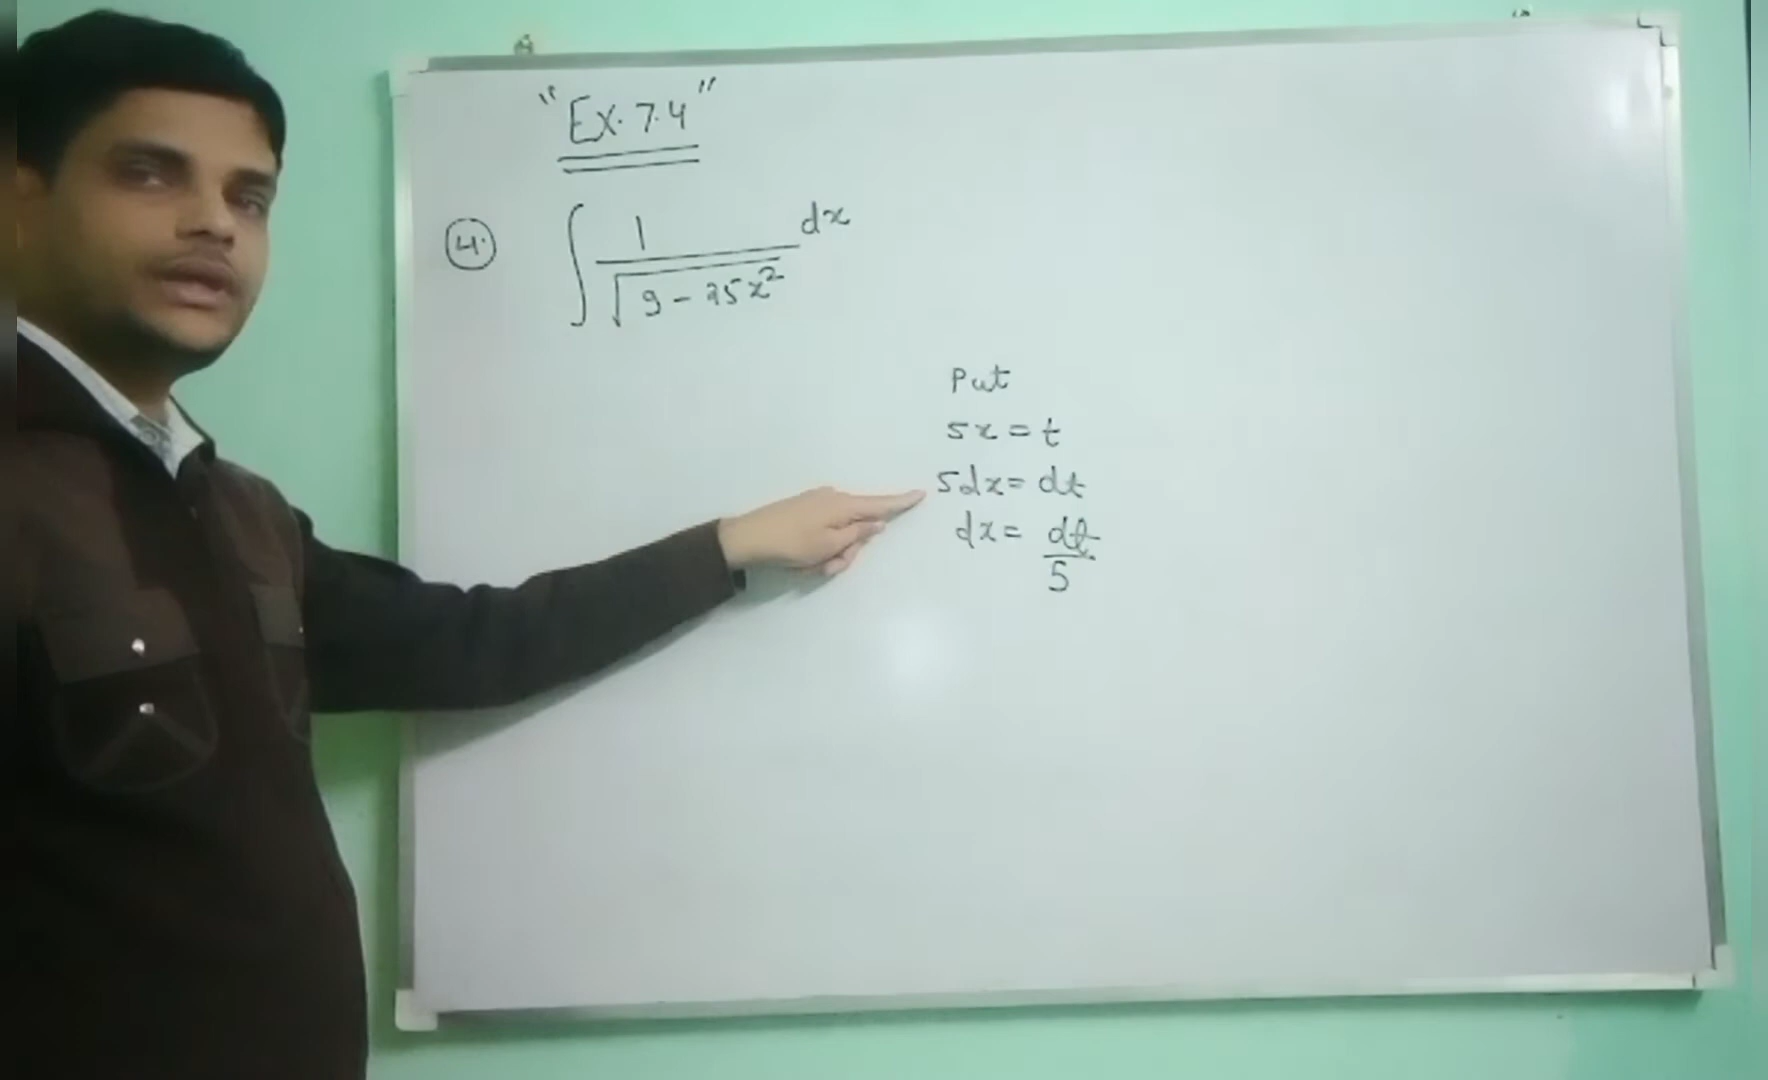 "Ex. 7.4"
4. ∫ 1/√(9 - 25x²) dx
Put
5x = t
5dx = dt
dx = dt/5